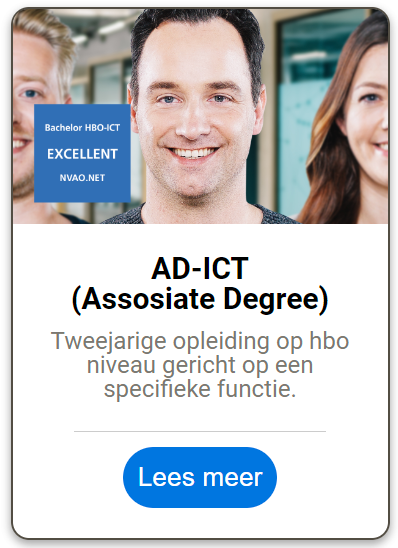 Bachelor HBO-ICT
EXCELLENT
NVAO.NET
AD-ICT
(Assosiate Degree)
Tweejarige opleiding op hbo
niveau gericht op een
specifieke functie.
Lees meer